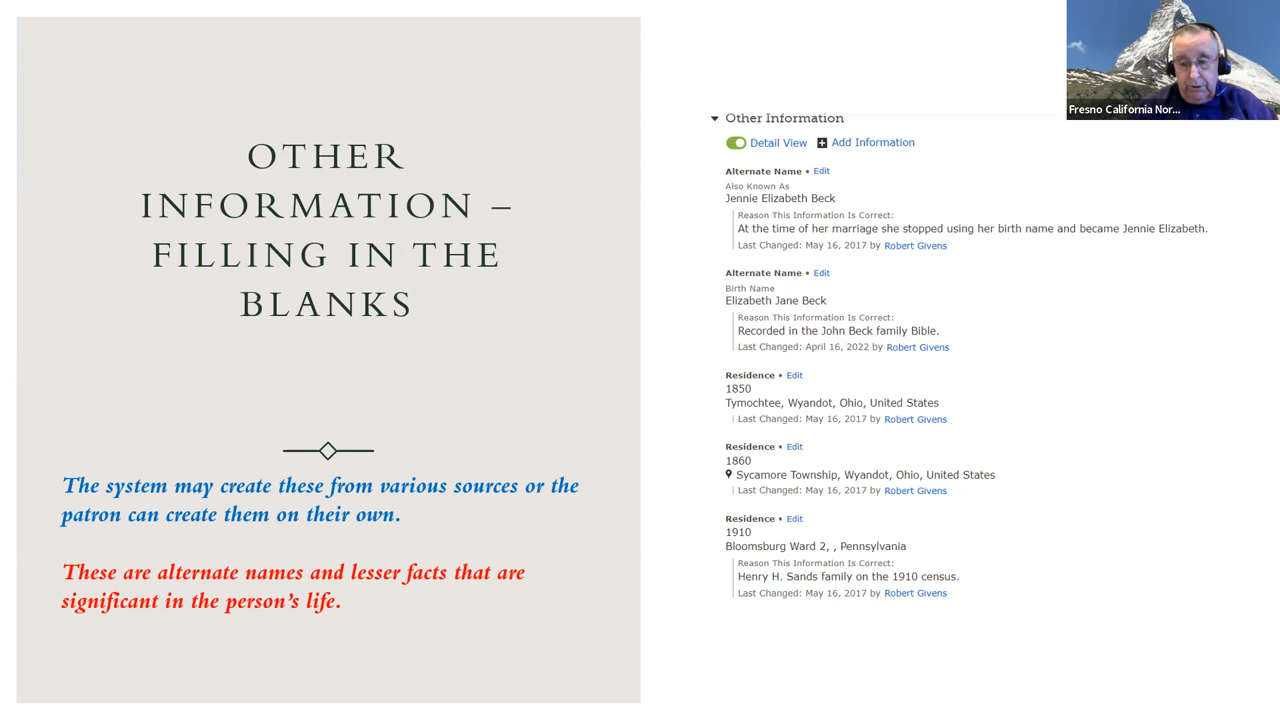 OTHER
INFORMATION –
FILLING IN THE
BLANKS
The system may create these from various sources or the
patron can create them on their own.
These are alternate names and lesser facts that are
significant in the person's life.
Fresno California Nor...
Other Information
Detail View Add Information
Alternate Name • Edit
Also Known As
Jennie Elizabeth Beck
Reason This Information Is Correct:
At the time of her marriage she stopped using her birth name and became Jennie Elizabeth.
Last Changed: May 16, 2017 by Robert Givens
Alternate Name • Edit
Birth Name
Elizabeth Jane Beck
Reason This Information Is Correct:
Recorded in the John Beck family Bible.
Last Changed: April 16, 2022 by Robert Givens
Residence • Edit
1850
Tymochtee, Wyandot, Ohio, United States
Last Changed: May 16, 2017 by Robert Givens
Residence • Edit
1860
Sycamore Township, Wyandot, Ohio, United States
Last Changed: May 16, 2017 by Robert Givens
Residence • Edit
1910
Bloomsburg Ward 2, , Pennsylvania
Reason This Information Is Correct:
Henry H. Sands family on the 1910 census.
Last Changed: May 16, 2017 by Robert Givens